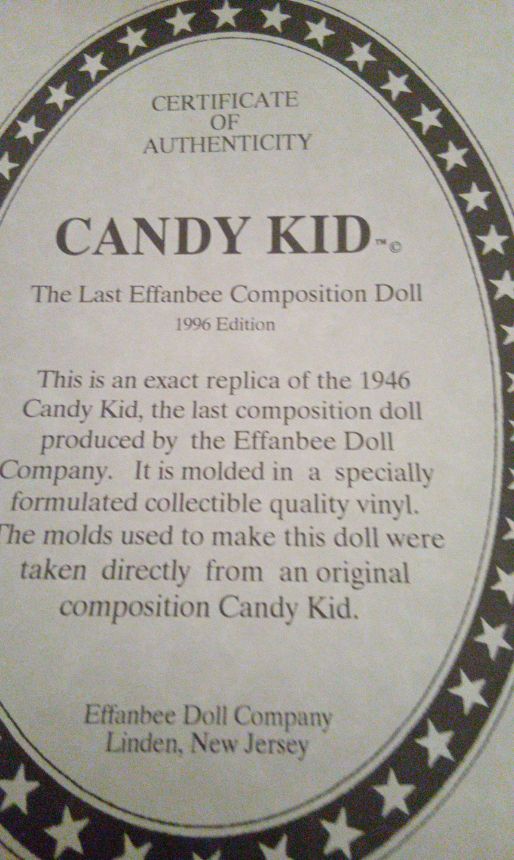 CERTIFICATE
OF
AUTHENTICITY
CANDY KID™©
The Last Effanbee Composition Doll
1996 Edition
This is an exact replica of the 1946
Candy Kid, the last composition doll
produced by the Effanbee Doll
Company. It is molded in a specially
formulated collectible quality vinyl.
The molds used to make this doll were
taken directly from an original
composition Candy Kid.
Effanbee Doll Company
Linden, New Jersey